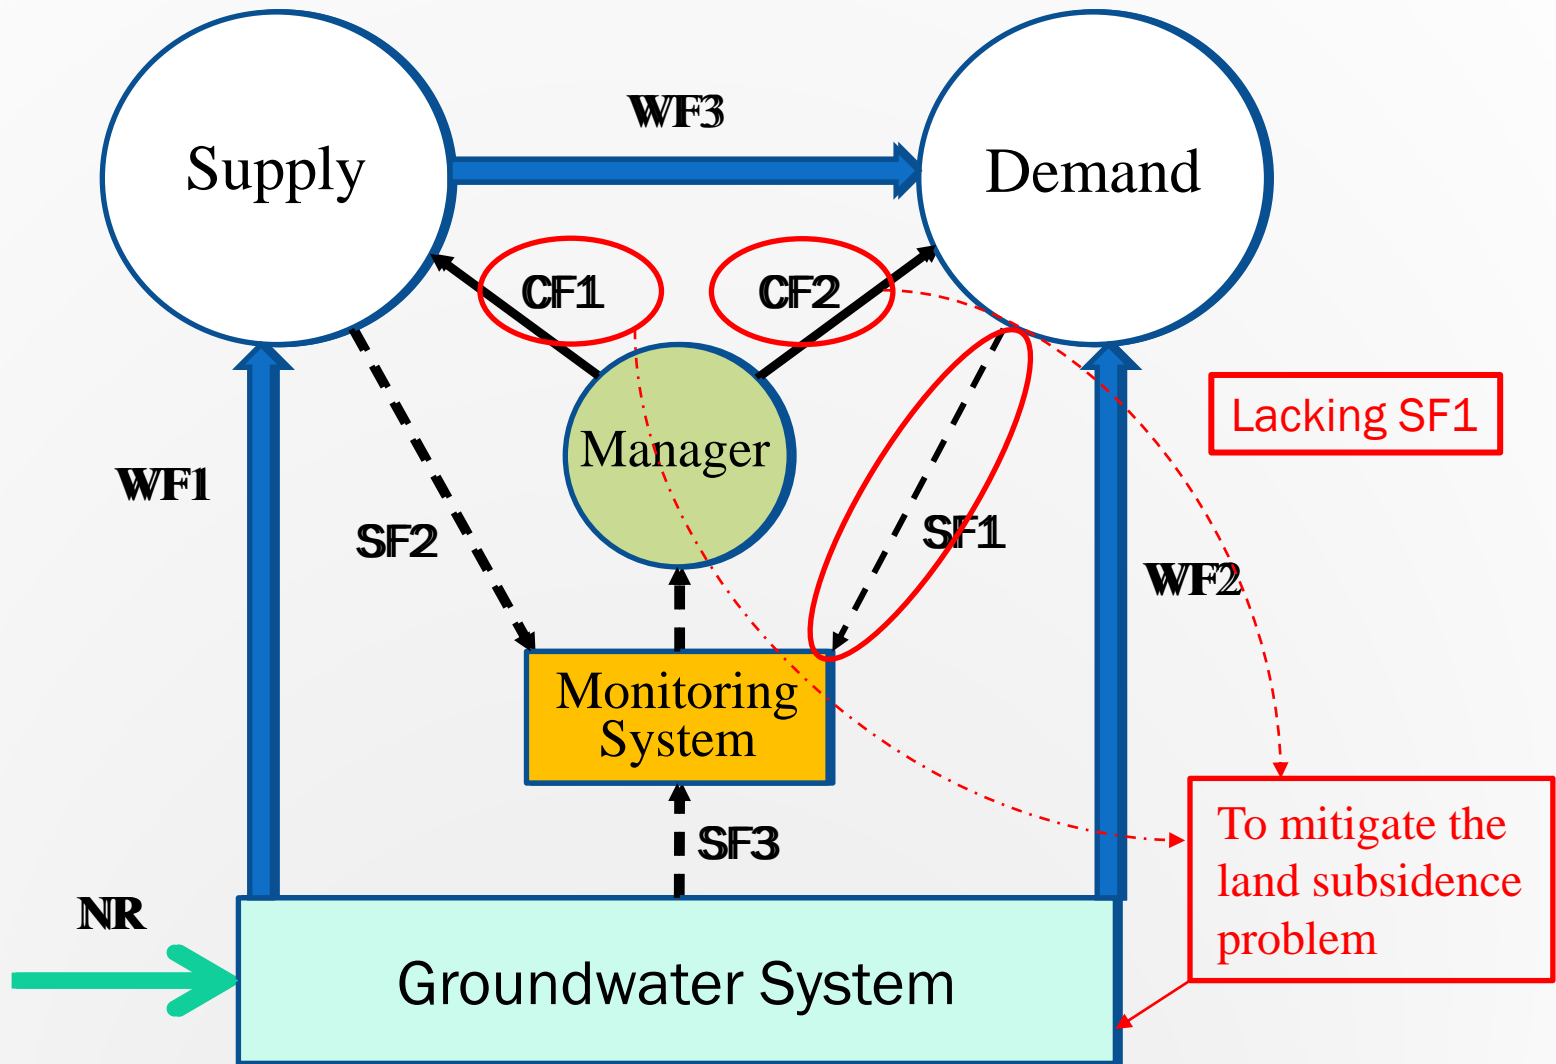 WF3
Supply
Demand
CF1
CF2
Lacking SF1
Manager
WF1
SF2
SF1
WF2
Monitoring
System
To mitigate the
land subsidence
problem
SF3
NR
Groundwater System